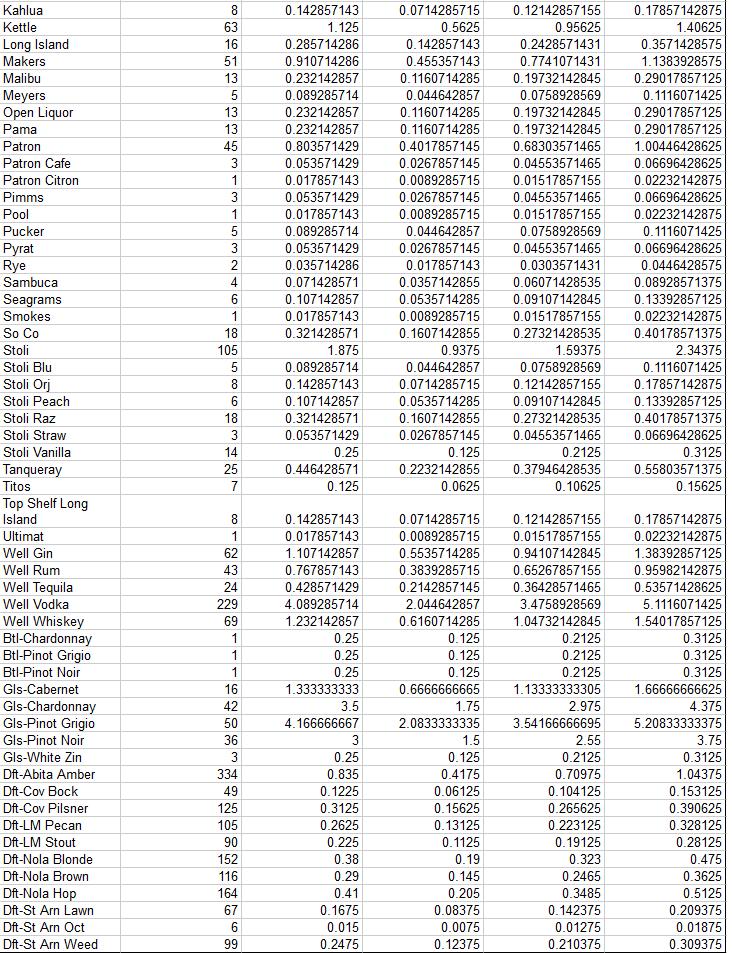 Kahlua 8 0.142857143 0.0714285715 0.12142857155 0.17857142875
Kettle 63 1.125 0.5625 0.95625 1.40625
Long Island 16 0.285714286 0.142857143 0.2428571431 0.3571428575
Makers 51 0.910714286 0.455357143 0.7741071431 1.1383928575
Malibu 13 0.232142857 0.1160714285 0.19732142845 0.29017857125
Meyers 5 0.089285714 0.044642857 0.0758928569 0.1116071425
Open Liquor 13 0.232142857 0.1160714285 0.19732142845 0.29017857125
Pama 13 0.232142857 0.1160714285 0.19732142845 0.29017857125
Patron 45 0.803571429 0.4017857145 0.68303571465 1.00446428625
Patron Cafe 3 0.053571429 0.0267857145 0.04553571465 0.06696428625
Patron Citron 1 0.017857143 0.0089285715 0.01517857155 0.02232142875
Pimms 3 0.053571429 0.0267857145 0.04553571465 0.06696428625
Pool 1 0.017857143 0.0089285715 0.01517857155 0.02232142875
Pucker 5 0.089285714 0.044642857 0.0758928569 0.1116071425
Pyrat 3 0.053571429 0.0267857145 0.04553571465 0.06696428625
Rye 2 0.035714286 0.017857143 0.0303571431 0.0446428575
Sambuca 4 0.071428571 0.0357142855 0.06071428535 0.08928571375
Seagrams 6 0.107142857 0.0535714285 0.09107142845 0.13392857125
Smokes 1 0.017857143 0.0089285715 0.01517857155 0.02232142875
So Co 18 0.321428571 0.1607142855 0.27321428535 0.40178571375
Stoli 105 1.875 0.9375 1.59375 2.34375
Stoli Blu 5 0.089285714 0.044642857 0.0758928569 0.1116071425
Stoli Orj 8 0.142857143 0.0714285715 0.12142857155 0.17857142875
Stoli Peach 6 0.107142857 0.0535714285 0.09107142845 0.13392857125
Stoli Raz 18 0.321428571 0.1607142855 0.27321428535 0.40178571375
Stoli Straw 3 0.053571429 0.0267857145 0.04553571465 0.06696428625
Stoli Vanilla 14 0.25 0.125 0.2125 0.3125
Tanqueray 25 0.446428571 0.2232142855 0.37946428535 0.55803571375
Titos 7 0.125 0.0625 0.10625 0.15625
Top Shelf Long
Island 8 0.142857143 0.0714285715 0.12142857155 0.17857142875
Ultimat 1 0.017857143 0.0089285715 0.01517857155 0.02232142875
Well Gin 62 1.107142857 0.5535714285 0.94107142845 1.38392857125
Well Rum 43 0.767857143 0.3839285715 0.65267857155 0.95982142875
Well Tequila 24 0.428571429 0.2142857145 0.36428571465 0.53571428625
Well Vodka 229 4.089285714 2.044642857 3.4758928569 5.1116071425
Well Whiskey 69 1.232142857 0.6160714285 1.04732142845 1.54017857125
Btl-Chardonnay 1 0.25 0.125 0.2125 0.3125
Btl-Pinot Grigio 1 0.25 0.125 0.2125 0.3125
Btl-Pinot Noir 1 0.25 0.125 0.2125 0.3125
Gls-Cabernet 16 1.333333333 0.6666666665 1.13333333305 1.66666666625
Gls-Chardonnay 42 3.5 1.75 2.975 4.375
Gls-Pinot Grigio 50 4.166666667 2.0833333335 3.54166666695 5.20833333375
Gls-Pinot Noir 36 3 1.5 2.55 3.75
Gls-White Zin 3 0.25 0.125 0.2125 0.3125
Dft-Abita Amber 334 0.835 0.4175 0.70975 1.04375
Dft-Cov Bock 49 0.1225 0.06125 0.104125 0.153125
Dft-Cov Pilsner 125 0.3125 0.15625 0.265625 0.390625
Dft-LM Pecan 105 0.2625 0.13125 0.223125 0.328125
Dft-LM Stout 90 0.225 0.1125 0.19125 0.28125
Dft-Nola Blonde 152 0.38 0.19 0.323 0.475
Dft-Nola Brown 116 0.29 0.145 0.2465 0.3625
Dft-Nola Hop 164 0.41 0.205 0.3485 0.5125
Dft-St Arn Lawn 67 0.1675 0.08375 0.142375 0.209375
Dft-St Arn Oct 6 0.015 0.0075 0.01275 0.01875
Dft-St Arn Weed 99 0.2475 0.12375 0.210375 0.309375